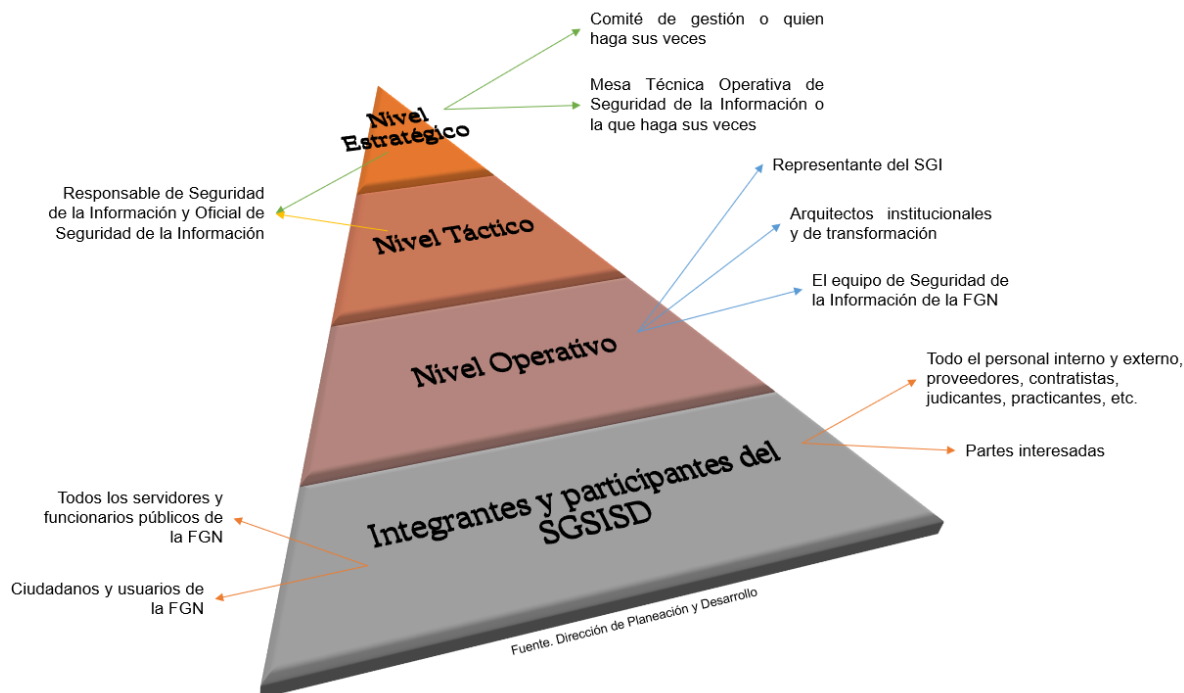 Comité de gestión o quien
haga sus veces
Mesa Técnica Operativa de
Seguridad de la Información o
la que haga sus veces
Nivel
Estratégico
Responsable de Seguridad
de la Información y Oficial de
Seguridad de la Información
Nivel Táctico
Representante del SGI
Arquitectos institucionales
y de transformación
El equipo de Seguridad de
la Información de la FGN
Nivel Operativo
Todo el personal interno y externo,
proveedores, contratistas,
judicantes, practicantes, etc.
Partes interesadas
Integrantes y participantes del
SGSISD
Todos los servidores y
funcionarios públicos de
la FGN
Ciudadanos y usuarios de
la FGN
Fuente. Dirección de Planeación y Desarrollo